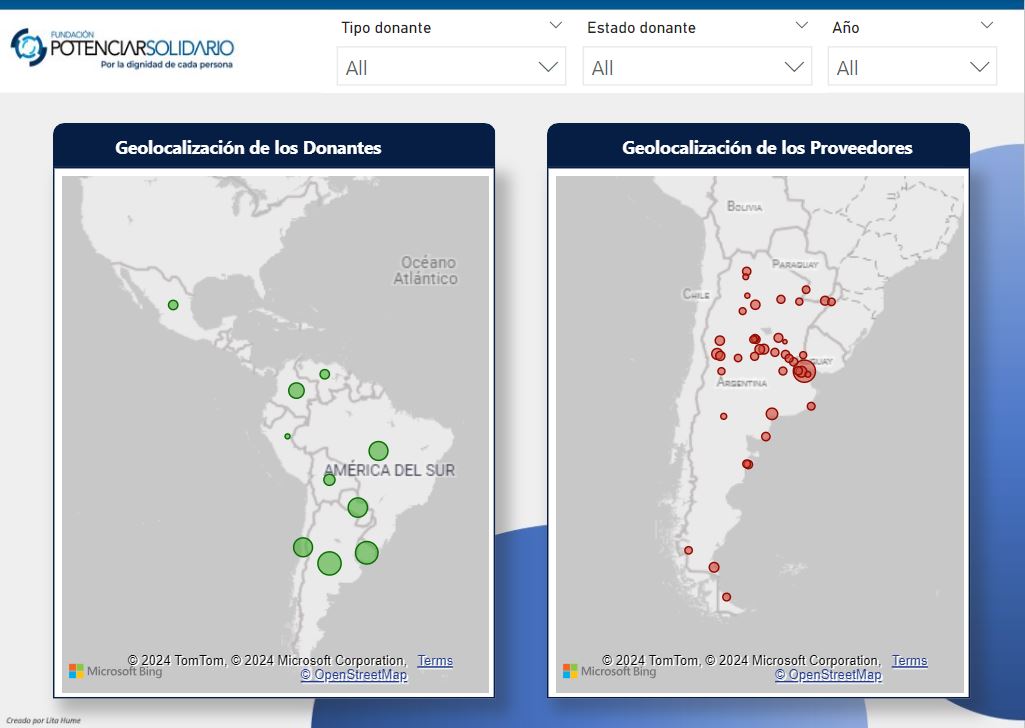 FUNDACIÓN
POTENCIARSOLIDARIO
Por la dignidad de cada persona
Tipo donante
All
Estado donante
All
Año
All
Geolocalización de los Donantes
Océano
Atlántico
AMÉRICA DEL SUR
Microsoft Bing
© 2024 TomTom, © 2024 Microsoft Corporation, Terms
© OpenStreetMap
Geolocalización de los Proveedores
BOLIVIA
PARAGUAY
CHILE
UGUAY
ARGENTINA
Microsoft Bing
© 2024 TomTom, © 2024 Microsoft Corporation, Terms
© OpenStreetMap
Creado por Lita Hume